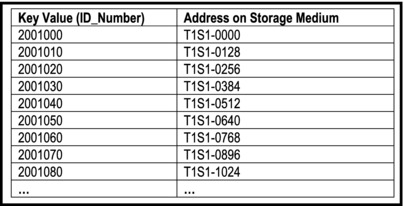 Key Value (ID_Number) Address on Storage Medium
2001000 T1S1-0000
2001010 T1S1-0128
2001020 T1S1-0256
2001030 T1S1-0384
2001040 T1S1-0512
2001050 T1S1-0640
2001060 T1S1-0768
2001070 T1S1-0896
2001080 T1S1-1024
... ...